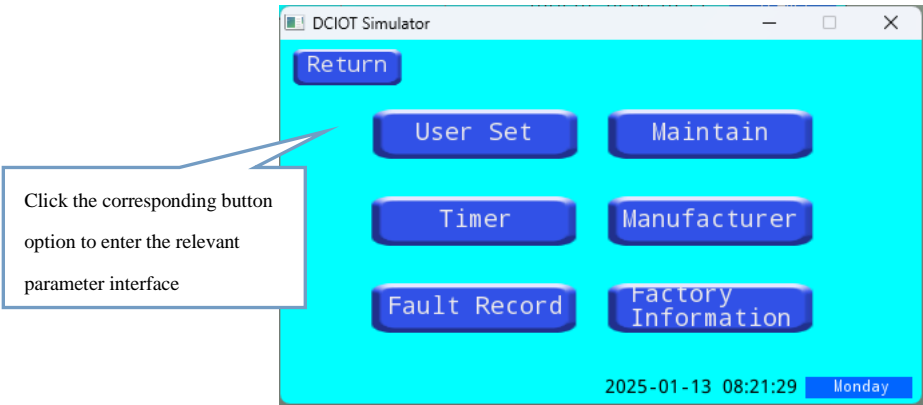 DCIOT Simulator
Return
User Set
Maintain
Click the corresponding button
option to enter the relevant
parameter interface
Timer
Manufacturer
Fault Record
Factory
Information
2025-01-13 08:21:29
Monday